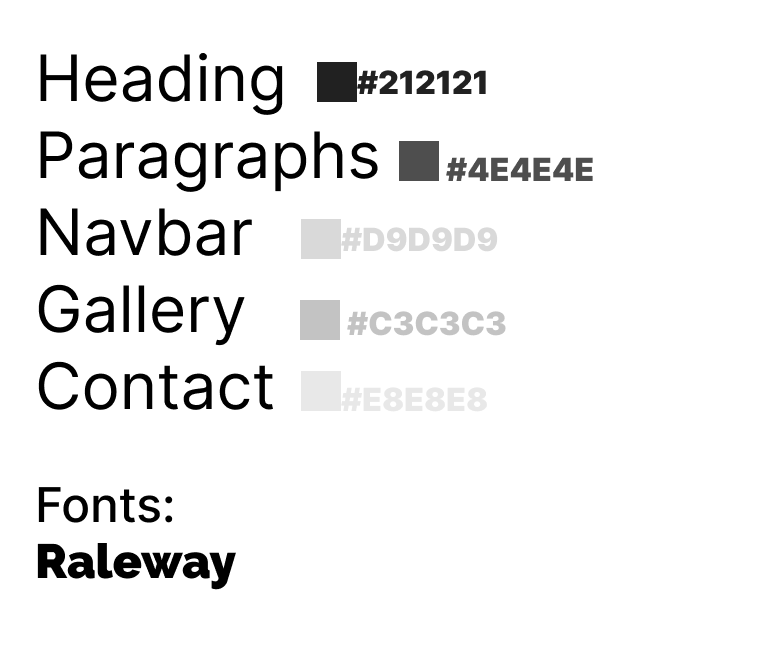 Heading #212121
Paragraphs #4E4E4E
Navbar #D9D9D9
Gallery #C3C3C3
Contact #E8E8E8
Fonts:
Raleway